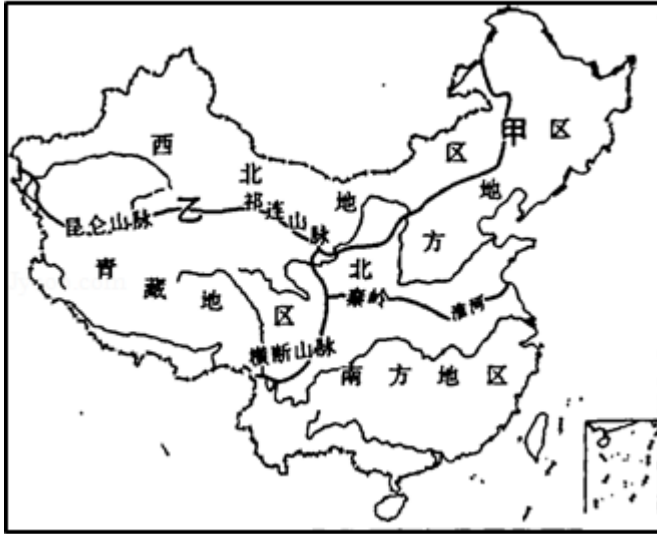 西北地区
甲
北方地区
乙
昆仑山脉
祁连山脉
青藏地区
秦岭
淮河
横断山脉
南方地区